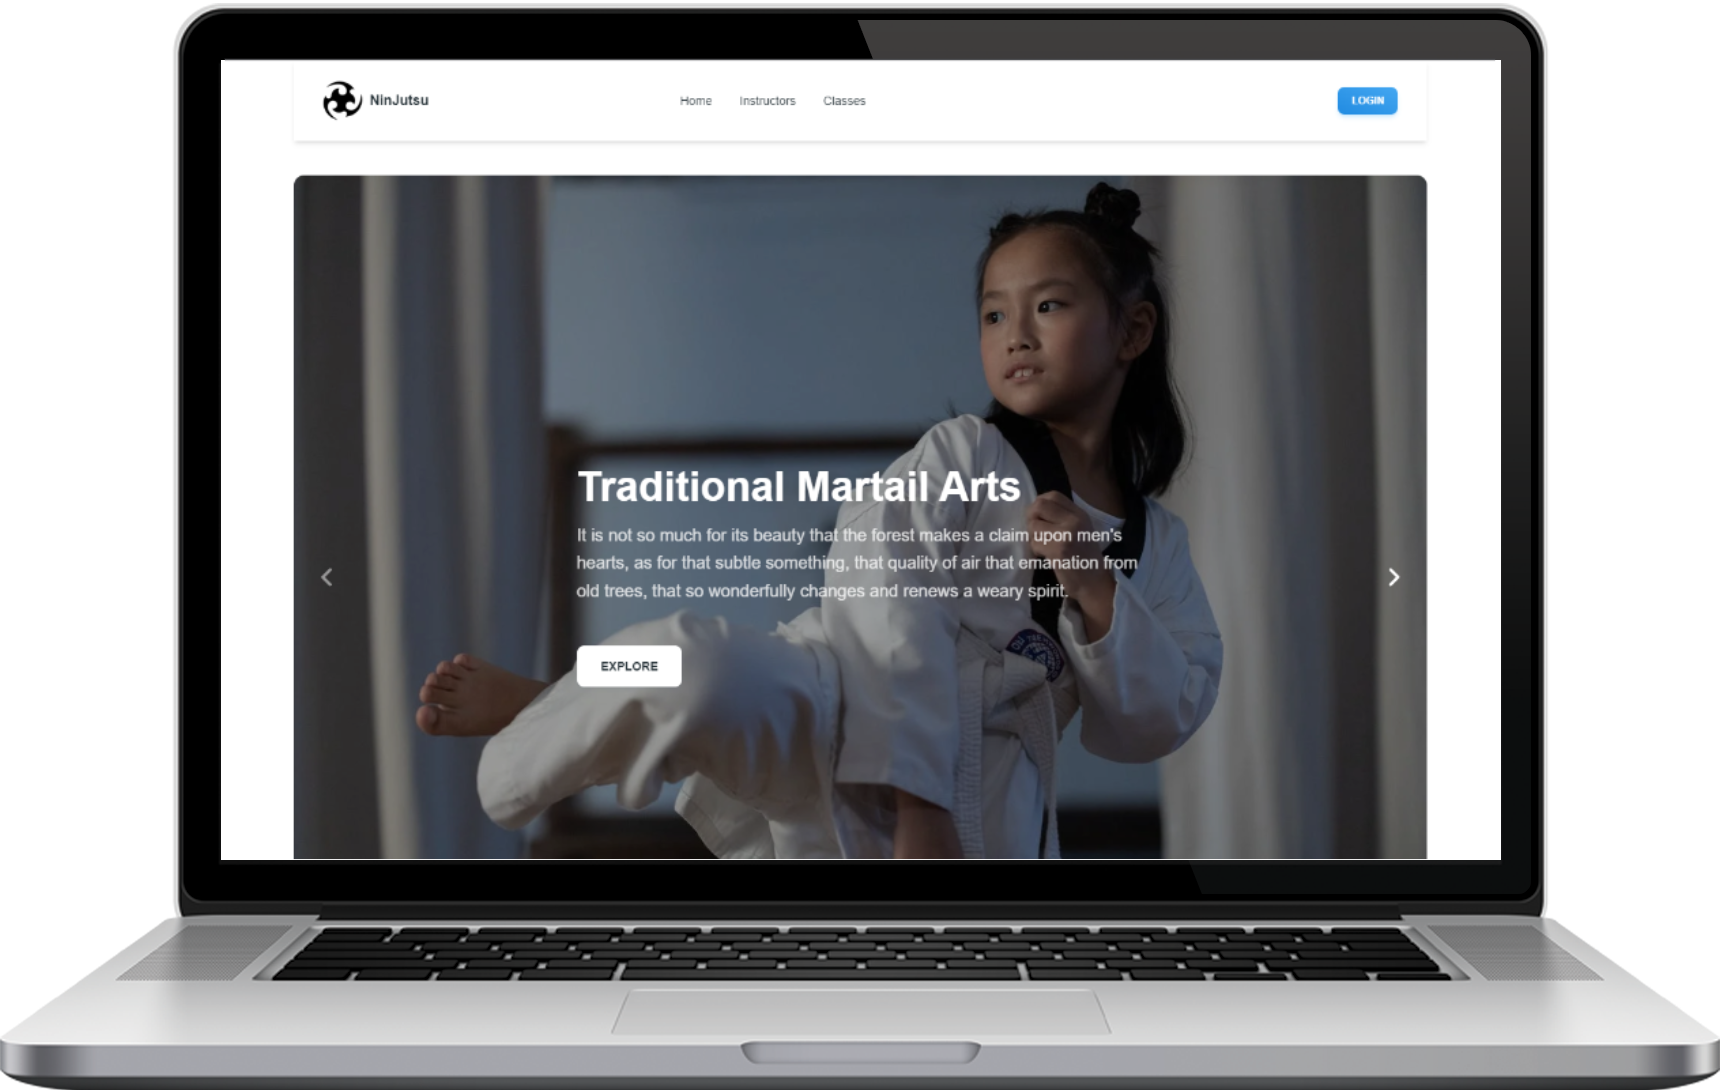 NinJutsu
Home
Instructors
Classes
LOGIN
Traditional Martail Arts
It is not so much for its beauty that the forest makes a claim upon men's
hearts, as for that subtle something, that quality of air that emanation from
old trees, that so wonderfully changes and renews a weary spirit.
EXPLORE